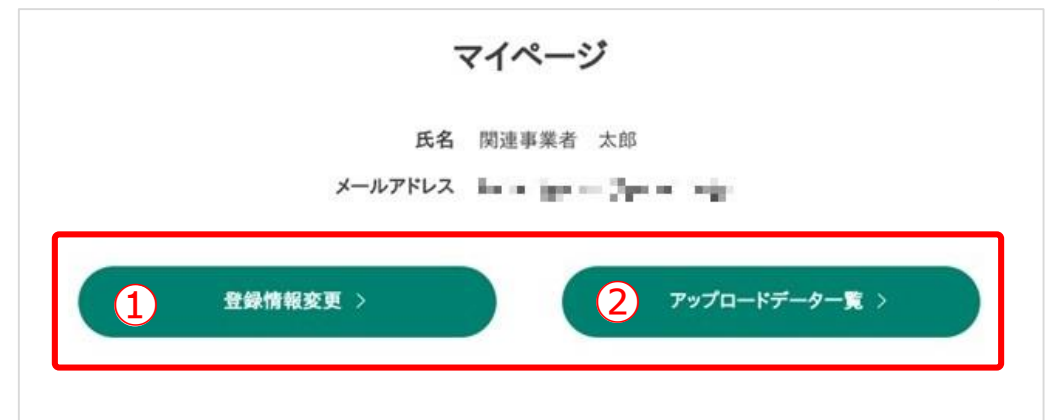 マイページ
氏名 関連事業者 太郎
メールアドレス
① 登録情報変更 > ② アップロードデータ一覧 >